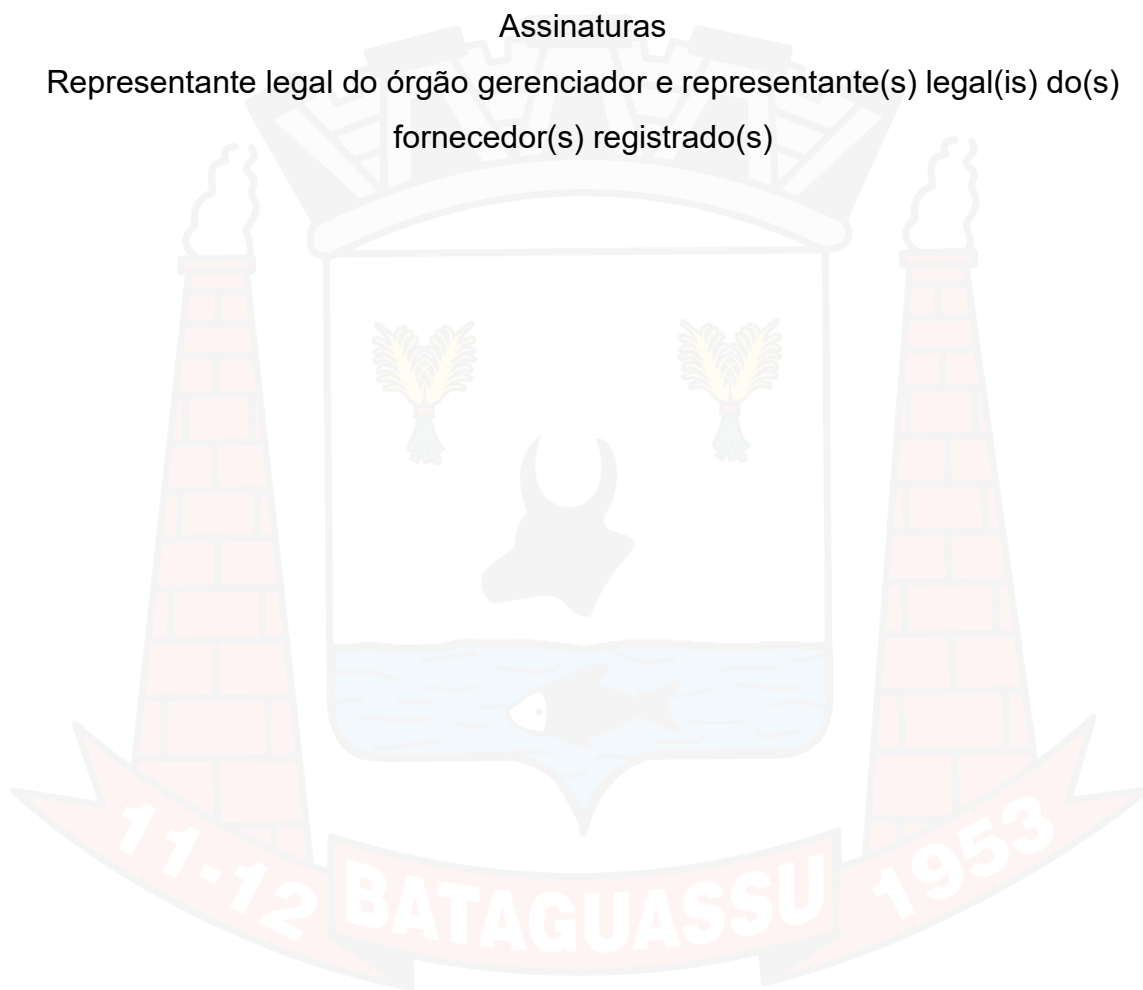 Assinaturas
Representante legal do órgão gerenciador e representante(s) legal(is) do(s)
fornecedor(s) registrado(s)
11-12
BATAGUASSU
1953